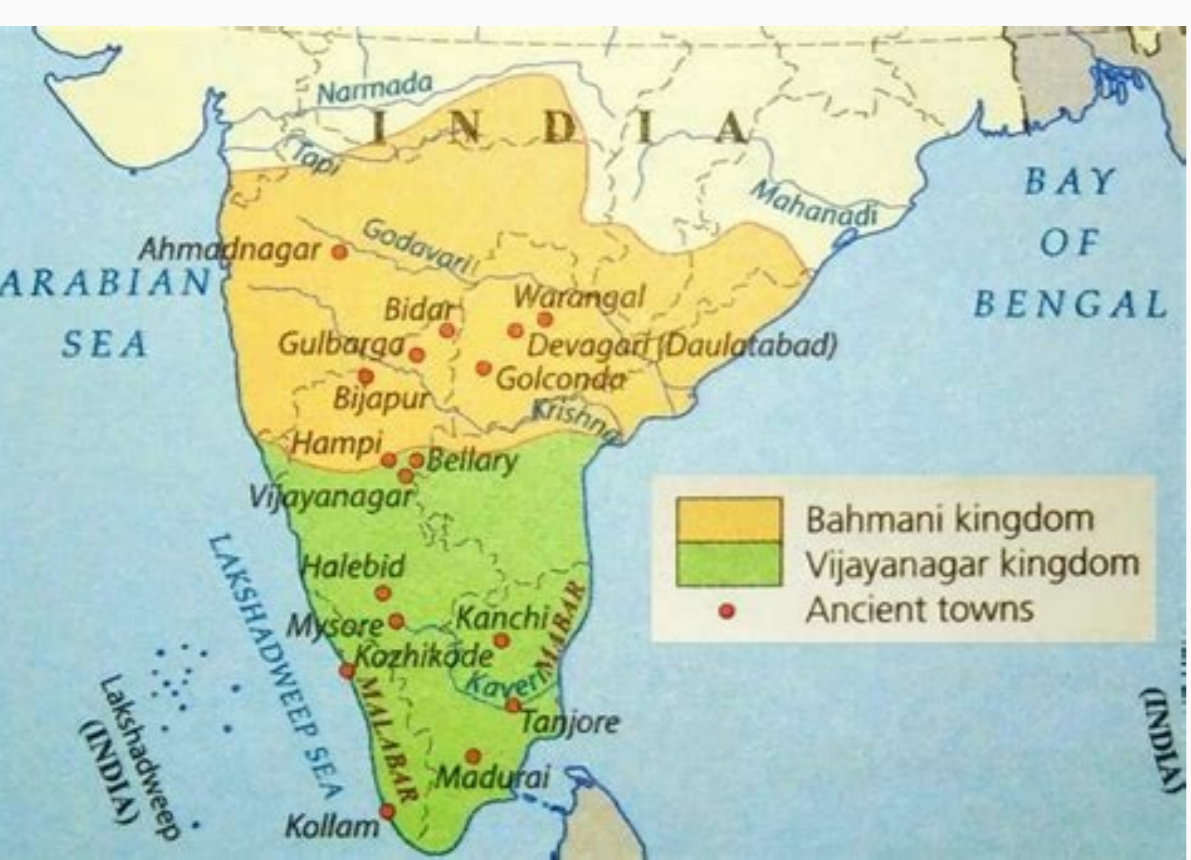 Narmada
I N D I A
Tapi
Mahanadi
BAY
OF
BENGAL
Godavari
Ahmadnagar
ARABIAN
SEA
Bidar
Warangal
Gulbarga
Devagari (Daulatabad)
Golconda
Bijapur
Krishna
Hampi
Bellary
Vijayanagar
Bahmani kingdom
Vijayanagar kingdom
Ancient towns
LAKSHADWEEP SEA
Halebid
Mysore
Kanchi
MABAR
Kozhikode
Kaveri
MALABAR
Tanjore
Lakshadweep
(INDIA)
(INDIA)
Madurai
Kollam